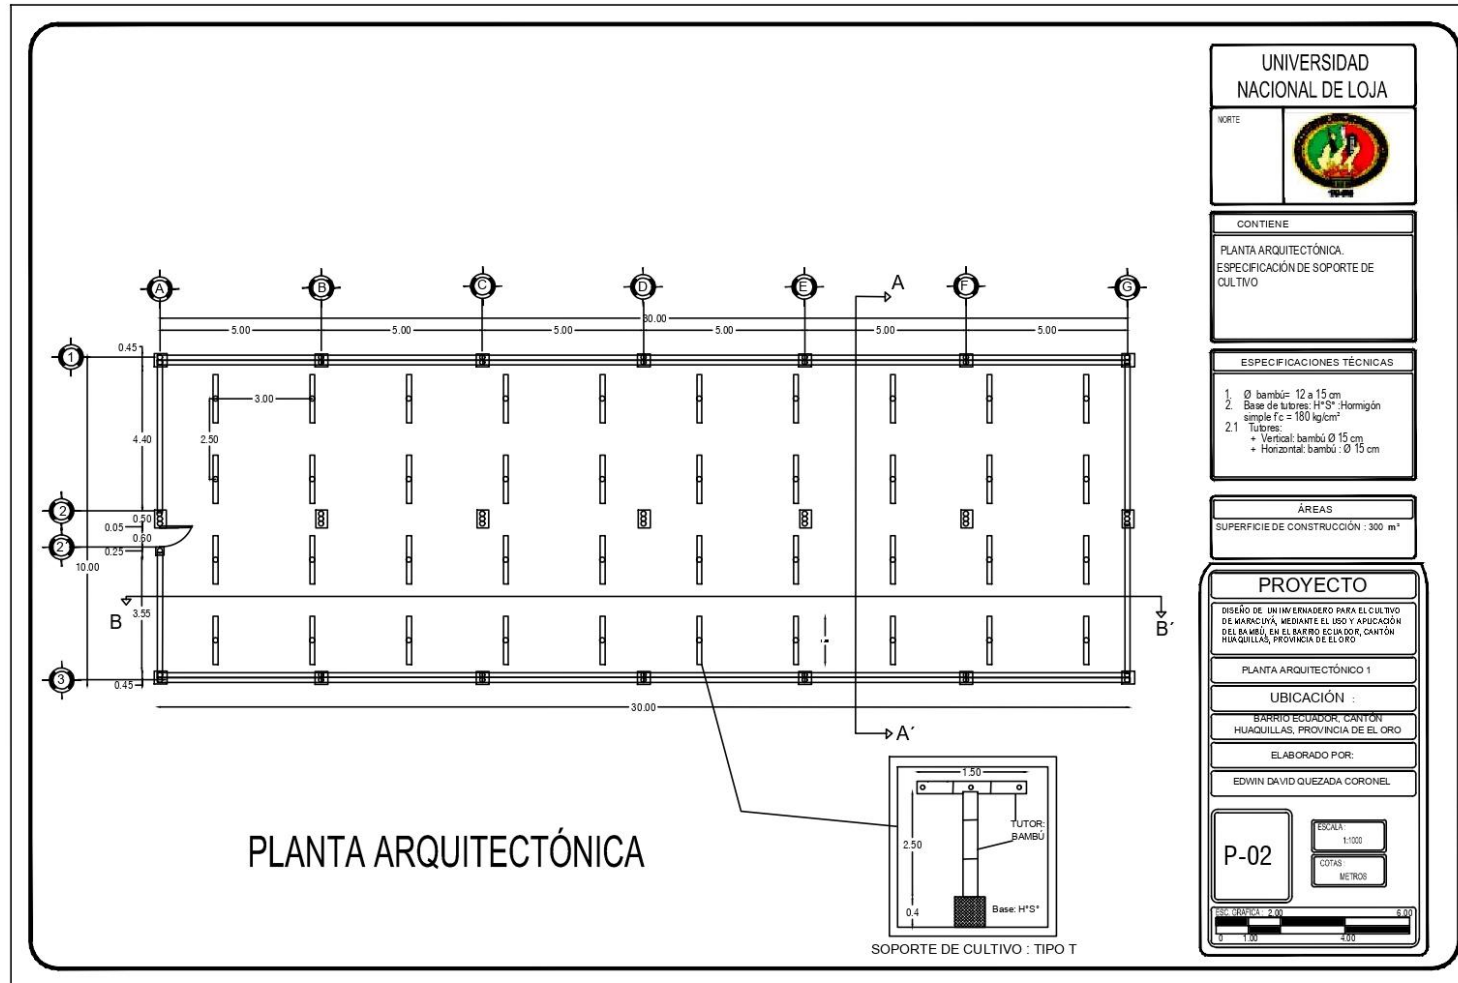 UNIVERSIDAD
NACIONAL DE LOJA
NORTE
CONTIENE
PLANTA ARQUITECTÓNICA.
ESPECIFICACIÓN DE SOPORTE DE
CULTIVO
ESPECIFICACIONES TÉCNICAS
1. Ø bambú= 12 a 15 cm
2. Base de tutores: H°S° :Hormigón
simple f´c = 180 kg/cm²
2.1 Tutores:
+ Vertical: bambú Ø 15 cm
+ Horizontal: bambú : Ø 15 cm
ÁREAS
SUPERFICIE DE CONSTRUCCIÓN : 300 m²
PROYECTO
DISEÑO DE UN INVERNADERO PARA EL CULTIVO
DE MARACUYÁ, MEDIANTE EL USO Y APLICACIÓN
DEL BAMBÚ, EN EL BARRIO ECUADOR, CANTÓN
HUAQUILLAS, PROVINCIA DE EL ORO
PLANTA ARQUITECTÓNICO 1
UBICACIÓN :
BARRIO ECUADOR, CANTÓN
HUAQUILLAS, PROVINCIA DE EL ORO
ELABORADO POR:
EDWIN DAVID QUEZADA CORONEL
P-02
ESCALA :
1:1000
COTAS :
METROS
ESC. GRAFICA : 2.00 6.00
0 1.00 4.00
A B C D E F G
A
30.00
5.00 5.00 5.00 5.00 5.00 5.00
1
0.45
3.00
4.40
2.50
2
0.50
0.05
2´
0.60
0.25
10.00
B
3.55
B´
3
0.45
30.00
A´
1.50
TUTOR:
BAMBÚ
2.50
0.4
Base: H°S°
SOPORTE DE CULTIVO : TIPO T
PLANTA ARQUITECTÓNICA